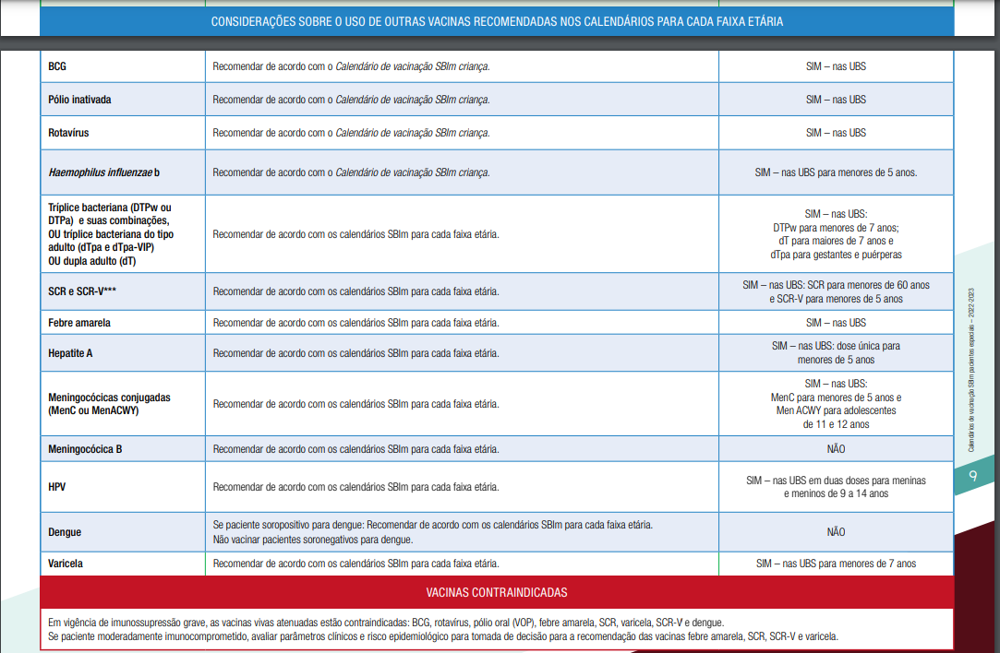 CONSIDERAÇÕES SOBRE O USO DE OUTRAS VACINAS RECOMENDADAS NOS CALENDÁRIOS PARA CADA FAIXA ETÁRIA
BCG
Recomendar de acordo com o Calendário de vacinação SBIm criança.
SIM – nas UBS
Pólio inativada
Recomendar de acordo com o Calendário de vacinação SBIm criança.
SIM – nas UBS
Rotavírus
Recomendar de acordo com o Calendário de vacinação SBIm criança.
SIM – nas UBS
Haemophilus influenzae b
Recomendar de acordo com o Calendário de vacinação SBIm criança.
SIM – nas UBS para menores de 5 anos.
Tríplice bacteriana (DTPw ou
DTPa) e suas combinações,
OU tríplice bacteriana do tipo
adulto (dTpa e dTpa-VIP)
OU dupla adulto (dT)
Recomendar de acordo com os calendários SBIm para cada faixa etária.
SIM – nas UBS:
DTPw para menores de 7 anos;
dT para maiores de 7 anos e
dTpa para gestantes e puérperas
SCR e SCR-V***
Recomendar de acordo com os calendários SBIm para cada faixa etária.
SIM – nas UBS: SCR para menores de 60 anos
e SCR-V para menores de 5 anos
Febre amarela
Recomendar de acordo com os calendários SBIm para cada faixa etária.
SIM – nas UBS
Hepatite A
Recomendar de acordo com os calendários SBIm para cada faixa etária.
SIM – nas UBS: dose única para
menores de 5 anos
Meningocócicas conjugadas
(MenC ou MenACWY)
Recomendar de acordo com os calendários SBIm para cada faixa etária.
SIM – nas UBS:
MenC para menores de 5 anos e
Men ACWY para adolescentes
de 11 e 12 anos
Meningocócica B
Recomendar de acordo com os calendários SBIm para cada faixa etária.
NÃO
HPV
Recomendar de acordo com os calendários SBIm para cada faixa etária.
SIM – nas UBS em duas doses para meninas
e meninos de 9 a 14 anos
Dengue
Se paciente soropositivo para dengue: Recomendar de acordo com os calendários SBIm para cada faixa etária.
Não vacinar pacientes soronegativos para dengue.
NÃO
Varicela
Recomendar de acordo com os calendários SBIm para cada faixa etária.
SIM – nas UBS para menores de 7 anos
VACINAS CONTRAINDICADAS
Em vigência de imunossupressão grave, as vacinas vivas atenuadas estão contraindicadas: BCG, rotavírus, pólio oral (VOP), febre amarela, SCR, varicela, SCR-V e dengue.
Se paciente moderadamente imunocomprometido, avaliar parâmetros clínicos e risco epidemiológico para tomada de decisão para a recomendação das vacinas febre amarela, SCR, SCR-V e varicela.
Calendários de vacinação SBIm pacientes especiais – 2022-2023
9